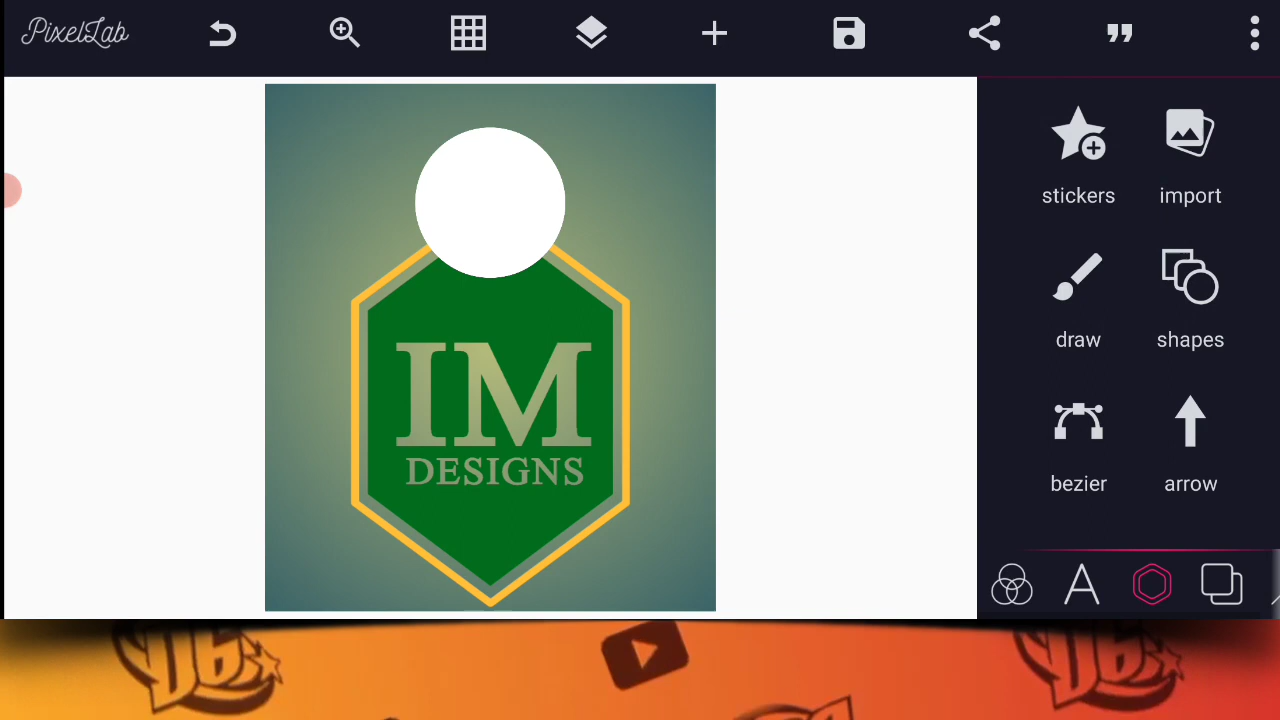 PixelLab
stickers
import
draw
shapes
IM
DESIGNS
bezier
arrow